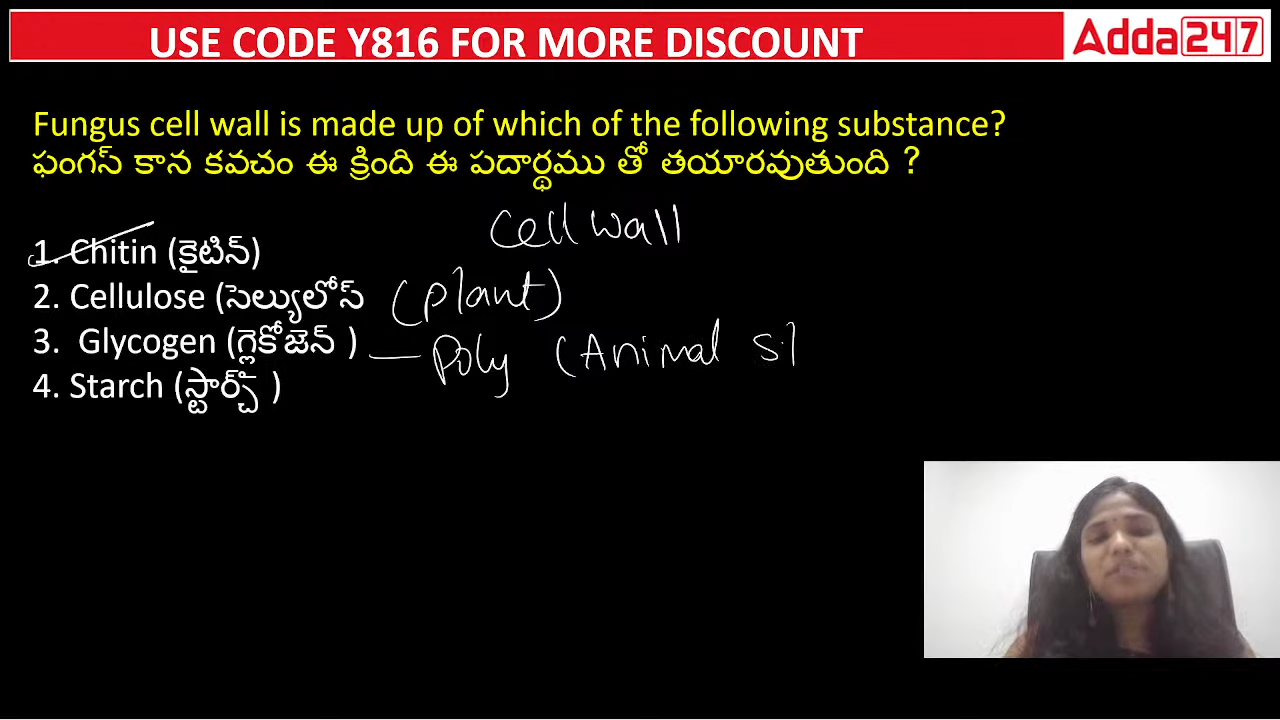 USE CODE Y816 FOR MORE DISCOUNT
Adda247
Fungus cell wall is made up of which of the following substance?
ఫంగస్ కాన కవచం ఈ క్రింది ఈ పదార్థము తో తయారవుతుంది ?
cell wall
1. Chitin (కైటిన్)
2. Cellulose (సెల్యులోస్ (plant)
3. Glycogen (గ్లైకోజెన్ ) — Poly (Animal
4. Starch (స్టార్చ్ )